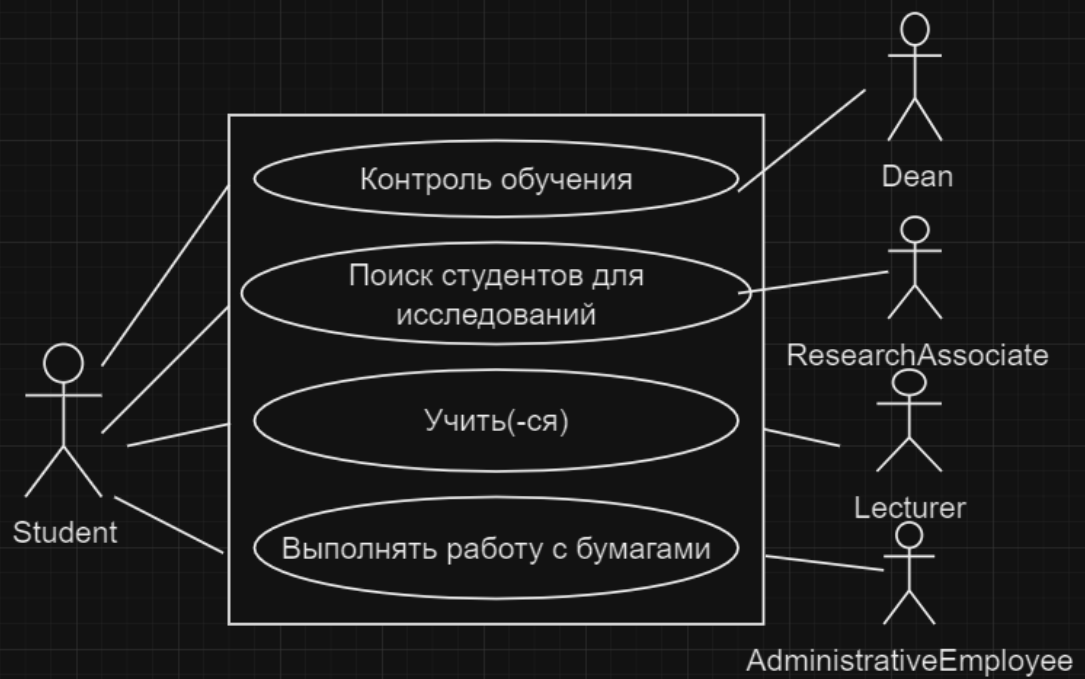 Контроль обучения
Dean
Поиск студентов для
исследований
ResearchAssociate
Учить(-ся)
Lecturer
Student
Выполнять работу с бумагами
AdministrativeEmployee